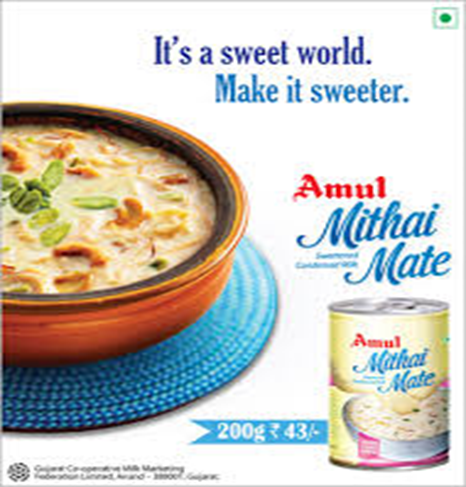 It's a sweet world.
Make it sweeter.
Amul
Mithai
Sweetened
Condensed Milk
Mate
Amul
Mithai
Mate
200g ₹ 43/-
Gujarat Co-operative Milk Marketing
Federation Limited, Anand - 388001, Gujarat.